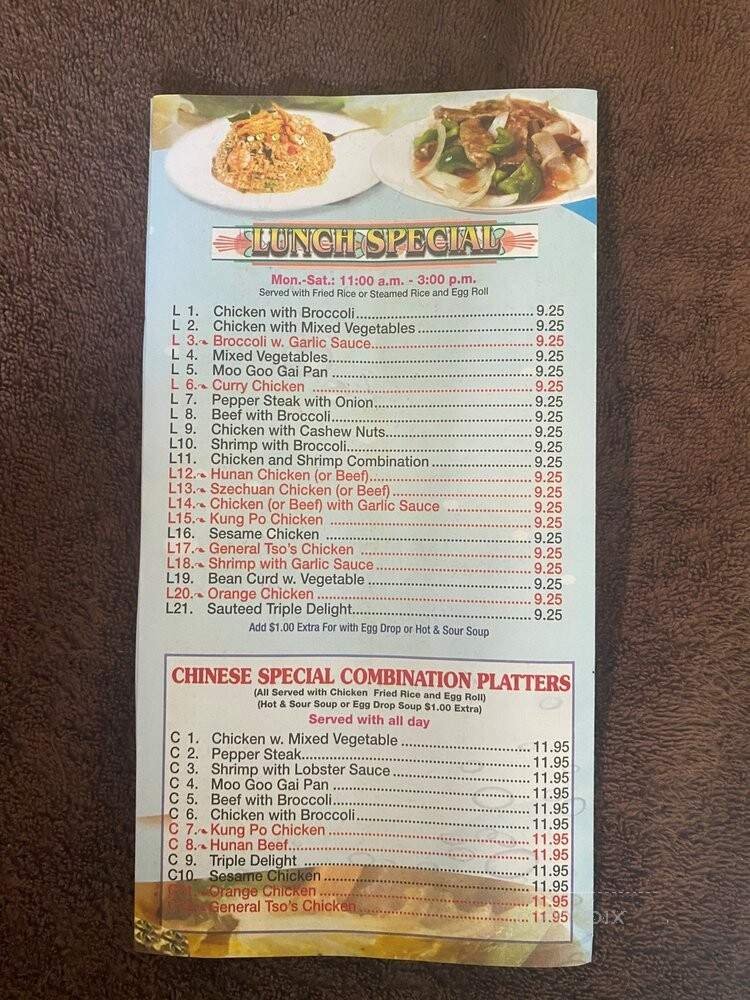 LUNCH SPECIAL
Mon.-Sat.: 11:00 a.m. - 3:00 p.m.
Served with Fried Rice or Steamed Rice and Egg Roll
L 1. Chicken with Broccoli 9.25
L 2. Chicken with Mixed Vegetables 9.25
L 3. Broccoli w. Garlic Sauce 9.25
L 4. Mixed Vegetables 9.25
L 5. Moo Goo Gai Pan 9.25
L 6. Curry Chicken 9.25
L 7. Pepper Steak with Onion 9.25
L 8. Beef with Broccoli 9.25
L 9. Chicken with Cashew Nuts 9.25
L10. Shrimp with Broccoli 9.25
L11. Chicken and Shrimp Combination 9.25
L12. Hunan Chicken (or Beef) 9.25
L13. Szechuan Chicken (or Beef) 9.25
L14. Chicken (or Beef) with Garlic Sauce 9.25
L15. Kung Po Chicken 9.25
L16. Sesame Chicken 9.25
L17. General Tso's Chicken 9.25
L18. Shrimp with Garlic Sauce 9.25
L19. Bean Curd w. Vegetable 9.25
L20. Orange Chicken 9.25
L21. Sauteed Triple Delight 9.25
Add $1.00 Extra For with Egg Drop or Hot & Sour Soup
CHINESE SPECIAL COMBINATION PLATTERS
(All Served with Chicken Fried Rice and Egg Roll)
(Hot & Sour Soup or Egg Drop Soup $1.00 Extra)
Served with all day
C 1. Chicken w. Mixed Vegetable 11.95
C 2. Pepper Steak 11.95
C 3. Shrimp with Lobster Sauce 11.95
C 4. Moo Goo Gai Pan 11.95
C 5. Beef with Broccoli 11.95
C 6. Chicken with Broccoli 11.95
C 7. Kung Po Chicken 11.95
C 8. Hunan Beef 11.95
C 9. Triple Delight 11.95
C10. Sesame Chicken 11.95
Orange Chicken 11.95
General Tso's Chicken 11.95